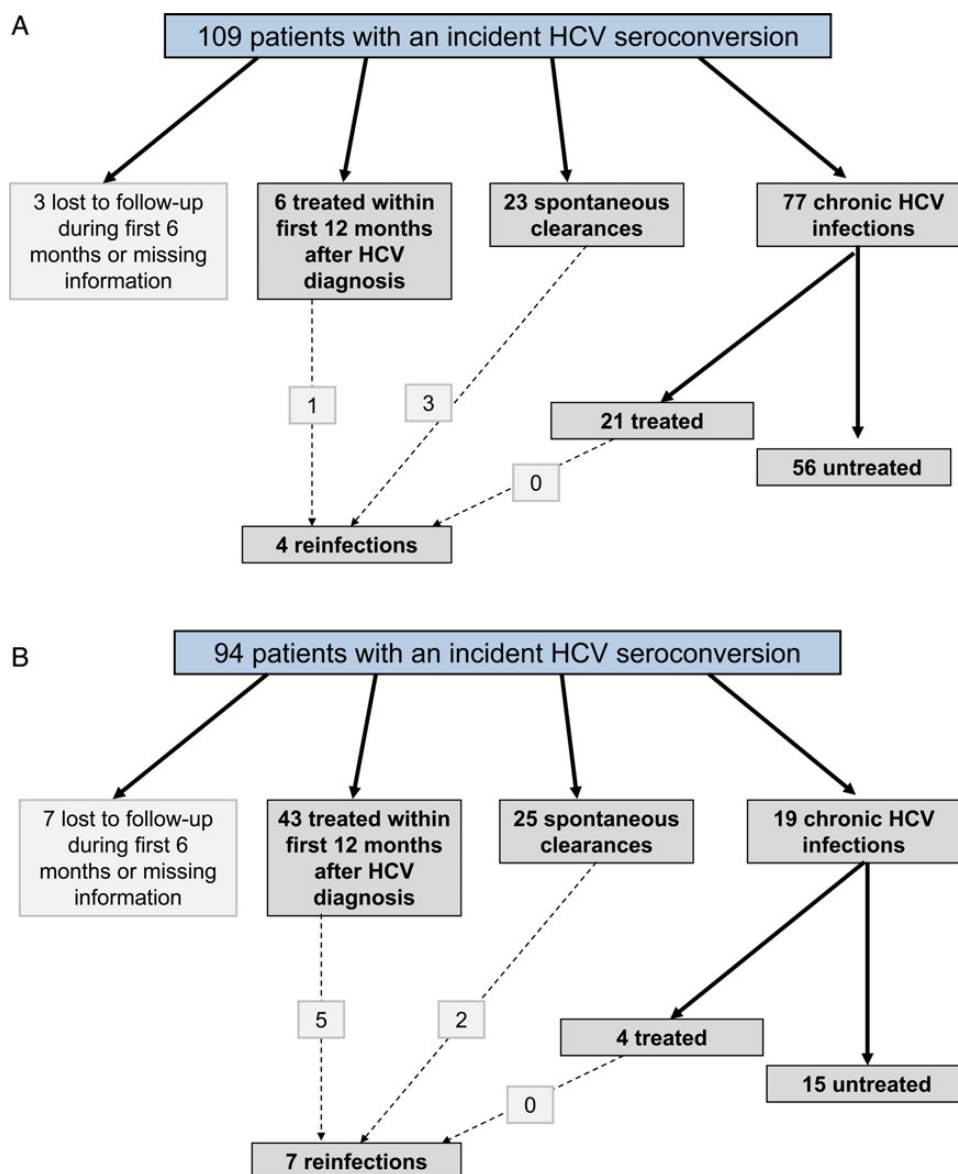 A
109 patients with an incident HCV seroconversion
3 lost to follow-up
during first 6
months or missing
information
6 treated within
first 12 months
after HCV
diagnosis
23 spontaneous
clearances
77 chronic HCV
infections
1
3
21 treated
0
56 untreated
4 reinfections
B
94 patients with an incident HCV seroconversion
7 lost to follow-up
during first 6
months or missing
information
43 treated within
first 12 months
after HCV
diagnosis
25 spontaneous
clearances
19 chronic HCV
infections
5
2
4 treated
0
15 untreated
7 reinfections